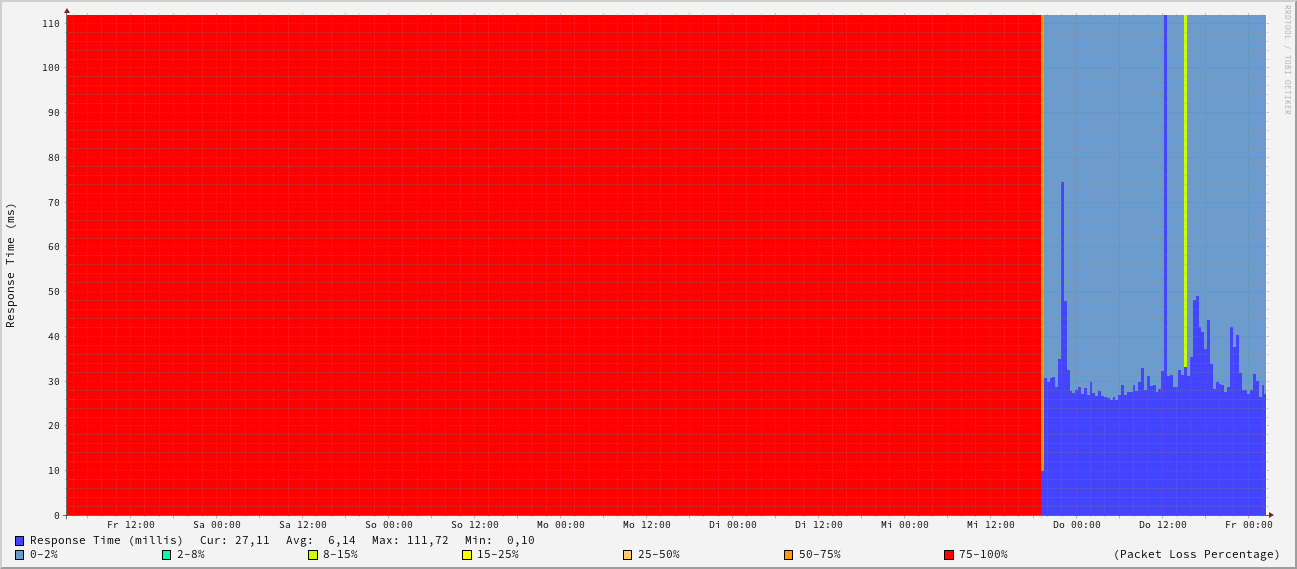 RRDTOOL / TOBI OETIKER
Response Time (ms)
110
100
90
80
70
60
50
40
30
20
10
0
Fr 12:00 Sa 00:00 Sa 12:00 So 00:00 So 12:00 Mo 00:00 Mo 12:00 Di 00:00 Di 12:00 Mi 00:00 Mi 12:00 Do 00:00 Do 12:00 Fr 00:00
Response Time (millis) Cur: 27,11 Avg: 6,14 Max: 111,72 Min: 0,10
0-2% 2-8% 8-15% 15-25% 25-50% 50-75% 75-100% (Packet Loss Percentage)